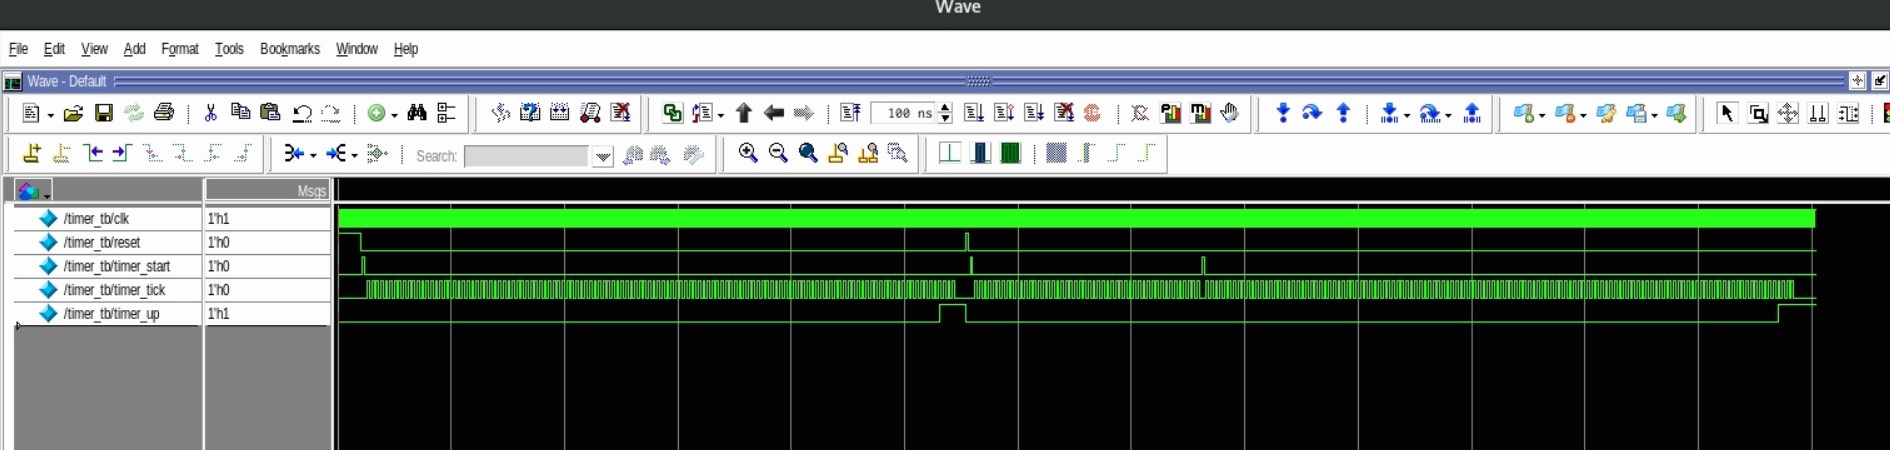 Wave
File Edit View Add Format Tools Bookmarks Window Help
Wave - Default
100 ns
Search:
Msgs
/timer_tb/clk 1'h1
/timer_tb/reset 1'h0
/timer_tb/timer_start 1'h0
/timer_tb/timer_tick 1'h0
/timer_tb/timer_up 1'h1